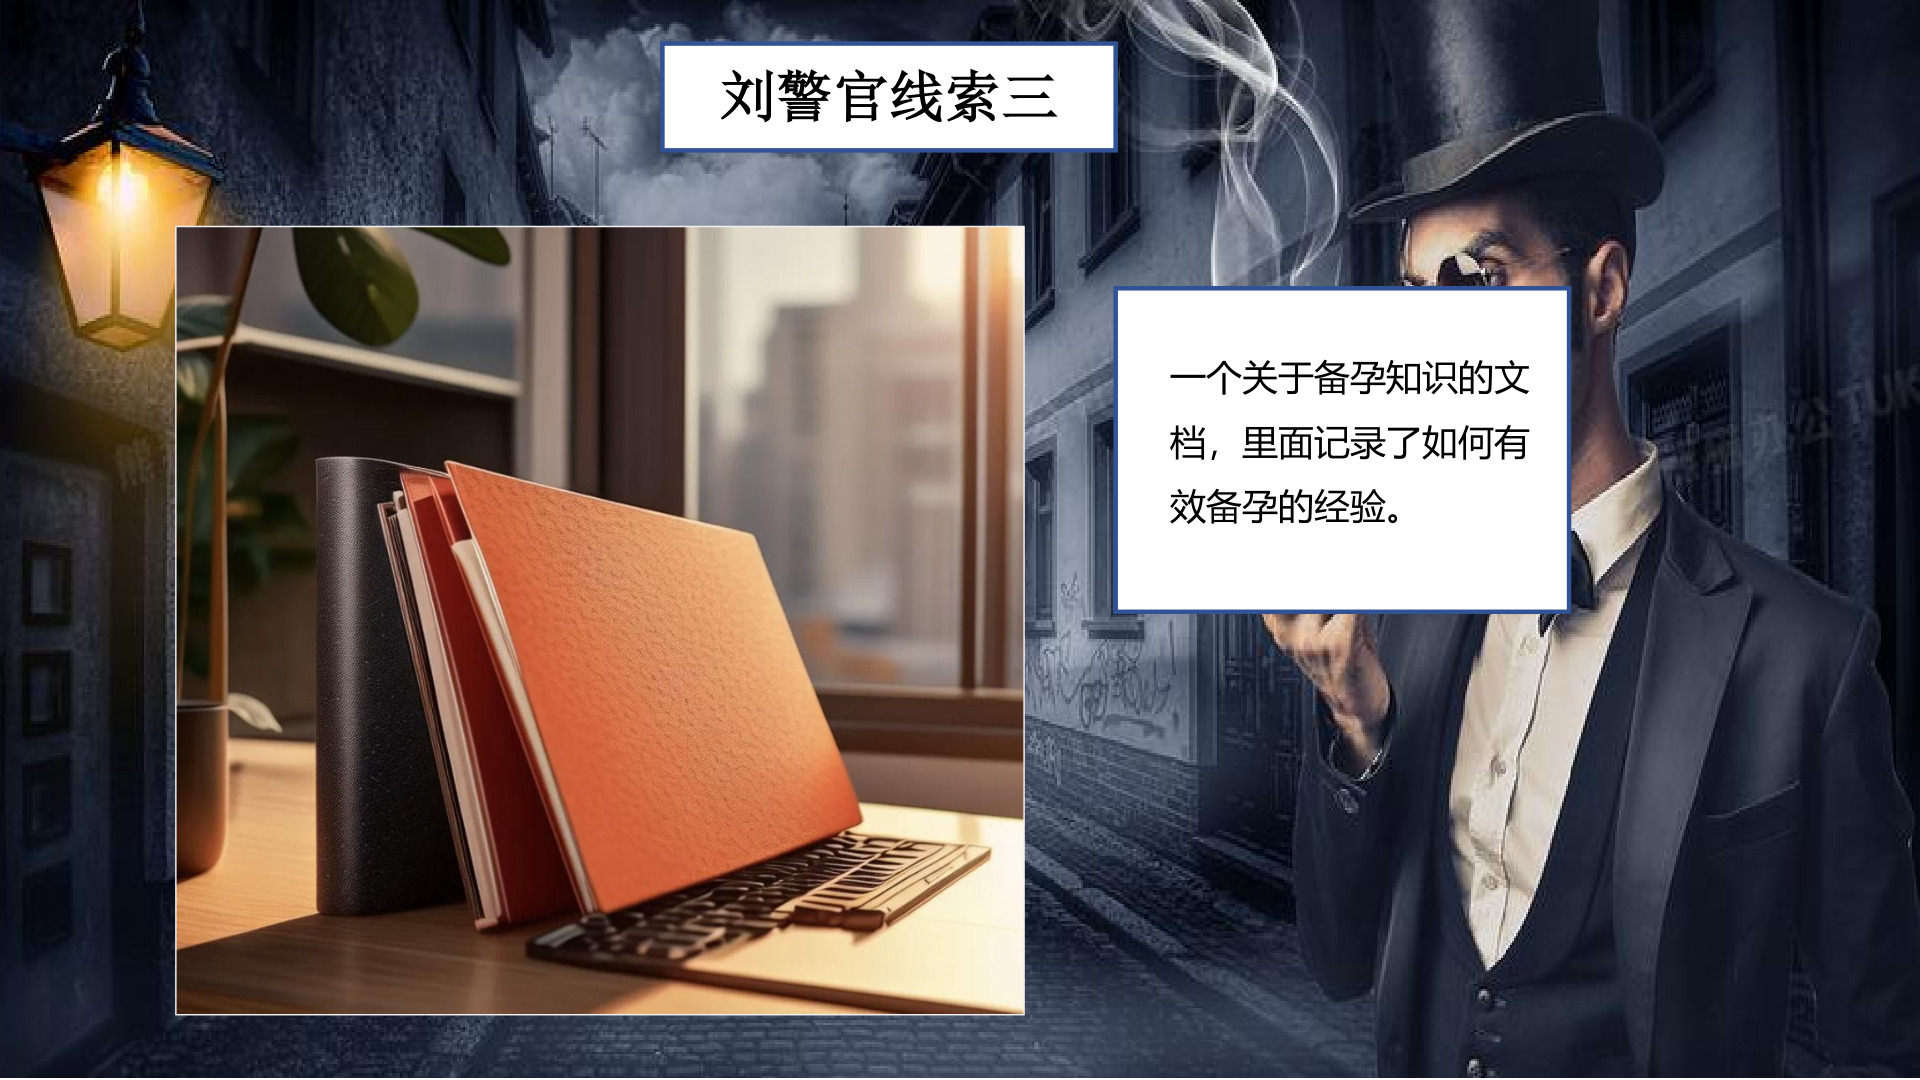 刘警官线索三
一个关于备孕知识的文
档，里面记录了如何有
效备孕的经验。